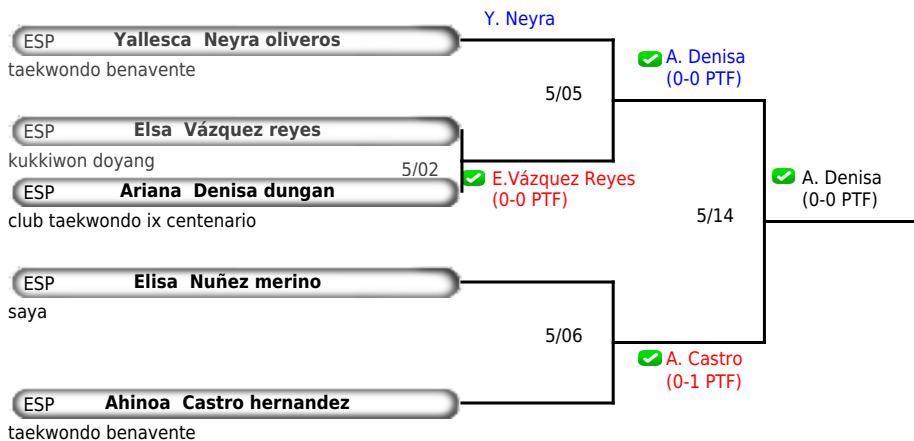 Y. Neyra
ESP Yallesca Neyra oliveros
taekwondo benavente
A. Denisa
(0-0 PTF)
5/05
ESP Elsa Vázquez reyes
kukkiwon doyang
5/02
E.Vázquez Reyes
(0-0 PTF)
A. Denisa
(0-0 PTF)
ESP Ariana Denisa dungan
club taekwondo ix centenario
5/14
ESP Elisa Nuñez merino
saya
5/06
A. Castro
(0-1 PTF)
ESP Ahinoa Castro hernandez
taekwondo benavente